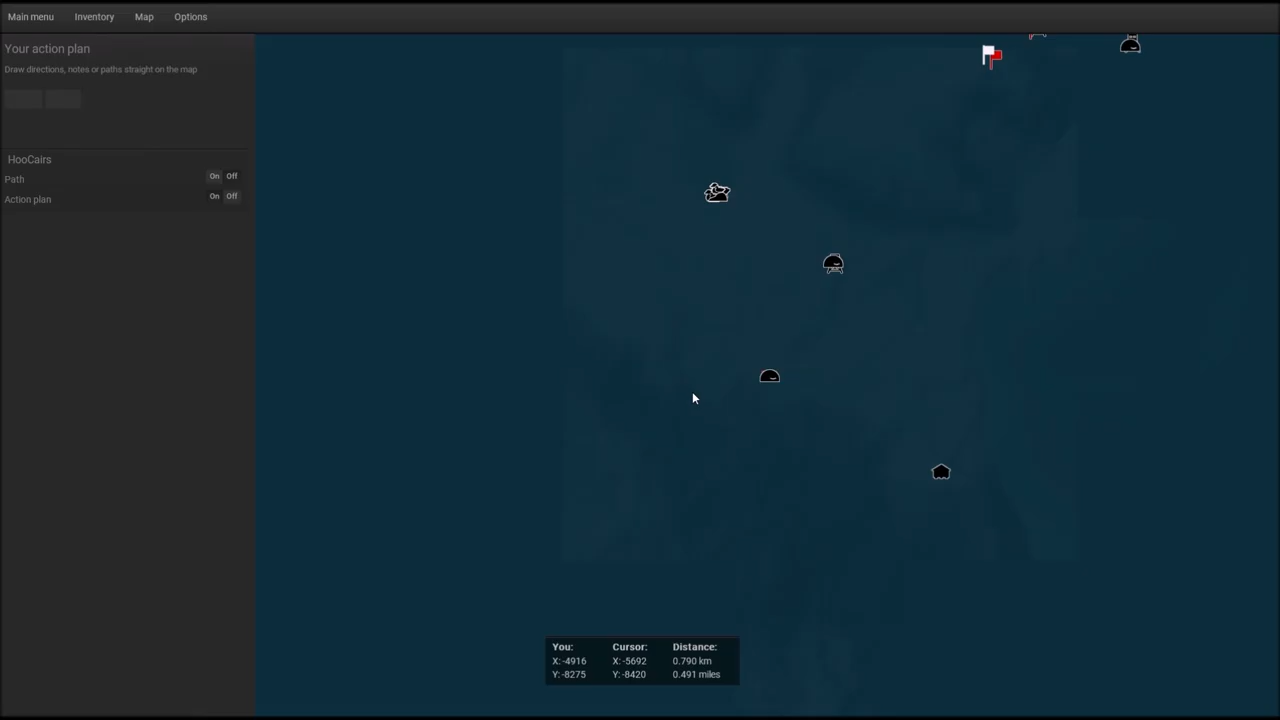 Main menu Inventory Map Options
Your action plan
Draw directions, notes or paths straight on the map
HooCairs
Path On Off
Action plan On Off
You: Cursor: Distance:
X: -4916 X: -5692 0.790 km
Y: -8275 Y: -8420 0.491 miles